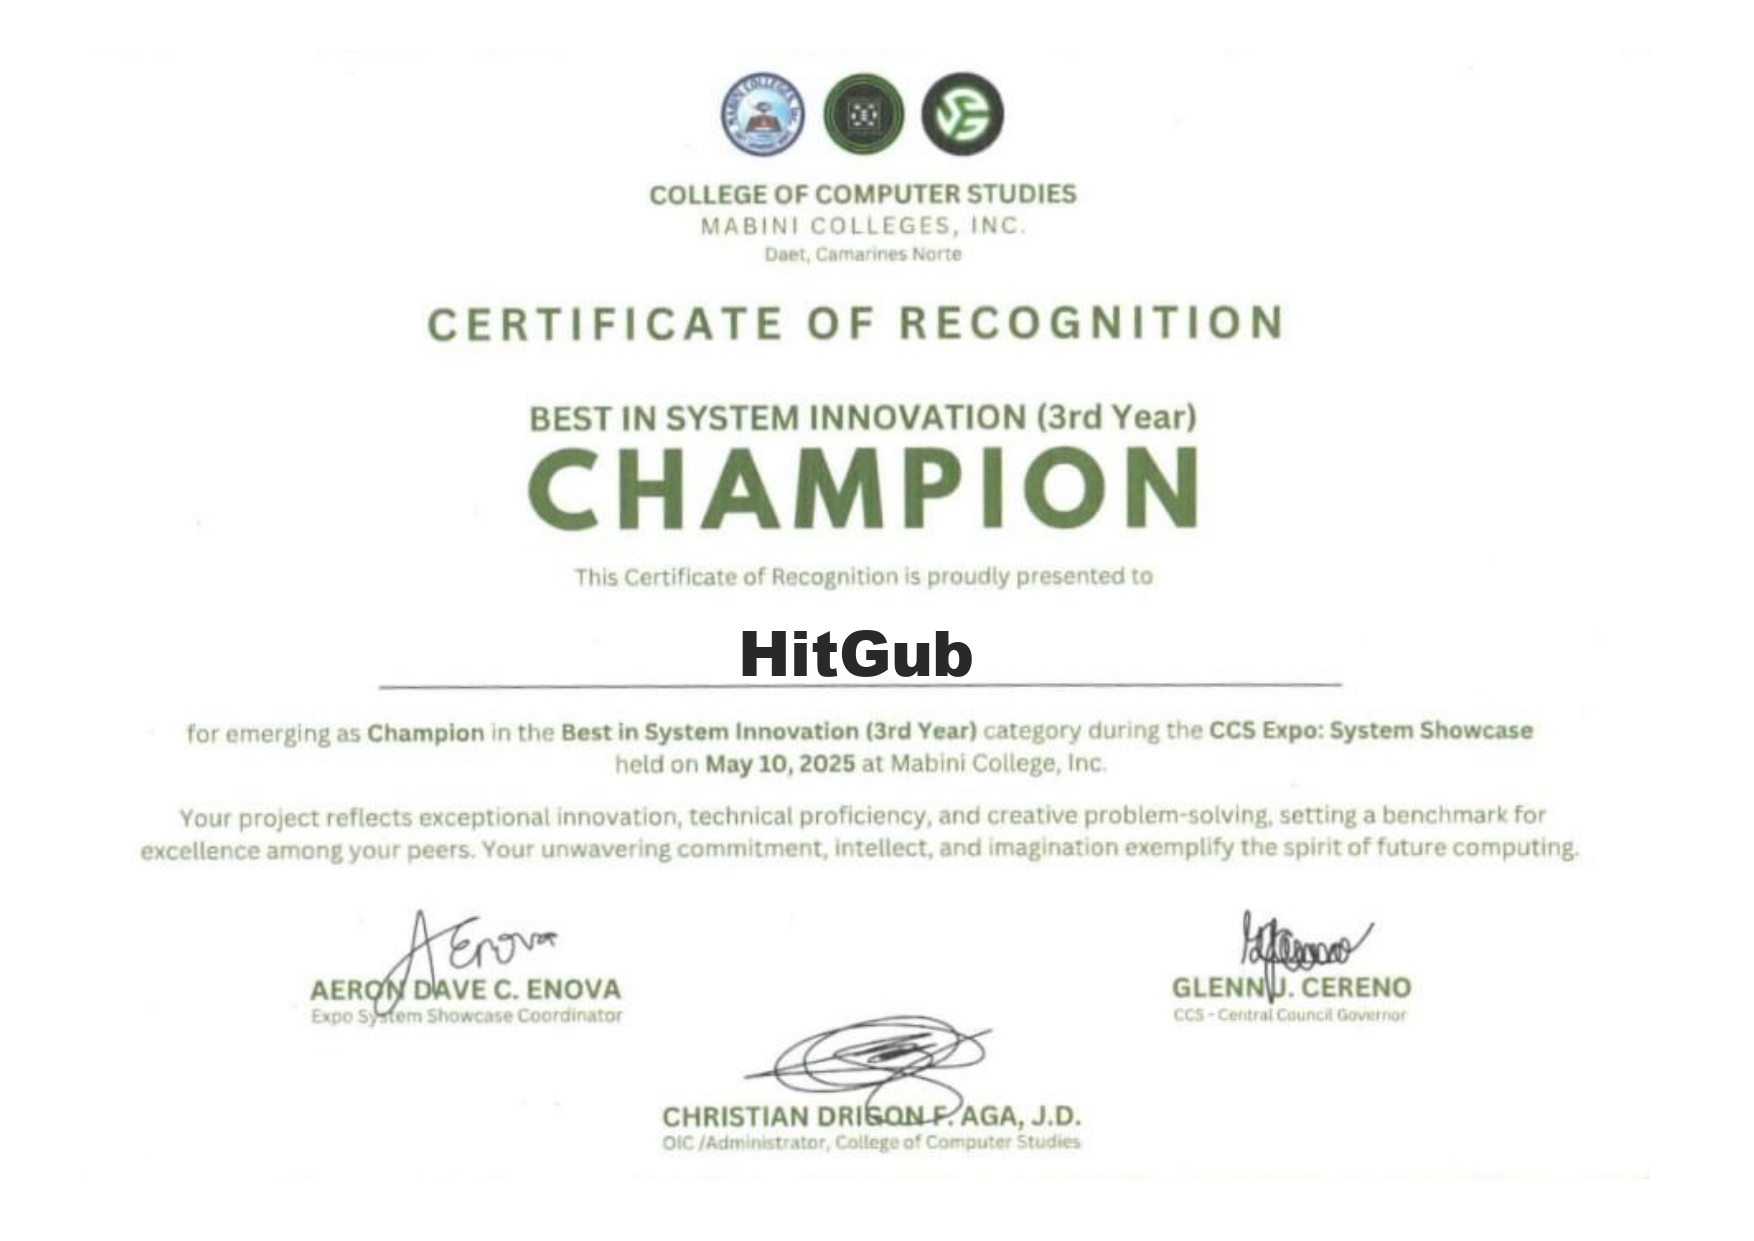 COLLEGE OF COMPUTER STUDIES
MABINI COLLEGES, INC.
Daet, Camarines Norte
CERTIFICATE OF RECOGNITION
BEST IN SYSTEM INNOVATION (3rd Year)
CHAMPION
This Certificate of Recognition is proudly presented to
HitGub
for emerging as Champion in the Best in System Innovation (3rd Year) category during the CCS Expo: System Showcase
held on May 10, 2025 at Mabini College, Inc.
Your project reflects exceptional innovation, technical proficiency, and creative problem-solving, setting a benchmark for
excellence among your peers. Your unwavering commitment, intellect, and imagination exemplify the spirit of future computing.
A Enova
AERON DAVE C. ENOVA
Expo System Showcase Coordinator
GLENN J. CERENO
CCS - Central Council Governor
CHRISTIAN DRIGON F. AGA, J.D.
OIC /Administrator, College of Computer Studies